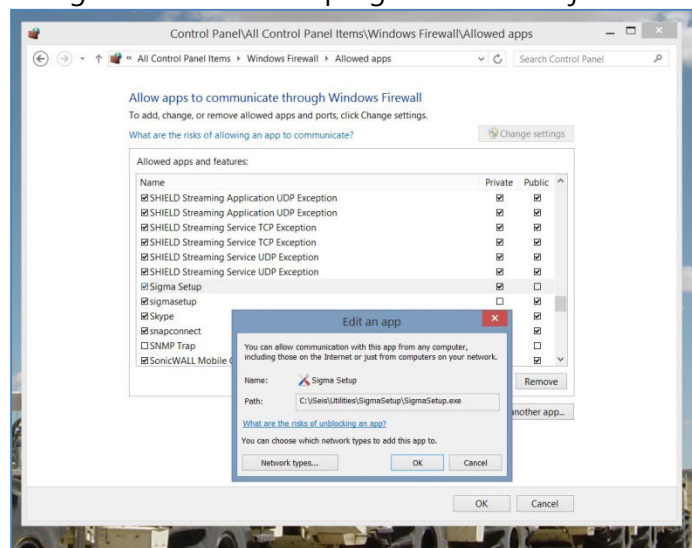 Control Panel\All Control Panel Items\Windows Firewall\Allowed apps
« All Control Panel Items ▸ Windows Firewall ▸ Allowed apps
Search Control Panel
Allow apps to communicate through Windows Firewall
To add, change, or remove allowed apps and ports, click Change settings.
What are the risks of allowing an app to communicate?
Change settings
Allowed apps and features:
Name Private Public
SHIELD Streaming Application UDP Exception
SHIELD Streaming Application UDP Exception
SHIELD Streaming Service TCP Exception
SHIELD Streaming Service TCP Exception
SHIELD Streaming Service UDP Exception
SHIELD Streaming Service UDP Exception
Sigma Setup
sigmasetup
Skype
snapconnect
SNMP Trap
SonicWALL Mobile
Remove
another app...
Edit an app
You can allow communication with this app from any computer,
including those on the Internet or just from computers on your network.
Name: Sigma Setup
Path: C:\iSeis\Utilities\SigmaSetup\SigmaSetup.exe
What are the risks of unblocking an app?
You can choose which network types to add this app to.
Network types... OK Cancel
OK Cancel